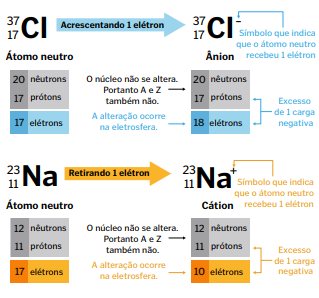 37 17 Cl
Acrescentando 1 elétron
37 17 Cl -
Símbolo que indica
que o átomo neutro
recebeu 1 elétron
Átomo neutro
Ânion
20 nêutrons
17 prótons
17 elétrons
O núcleo não se altera.
Portanto A e Z
também não.
A alteração ocorre
na eletrosfera.
20 nêutrons
17 prótons
18 elétrons
Excesso
de 1 carga
negativa
23 11 Na
Retirando 1 elétron
23 11 Na +
Símbolo que indica
que o átomo neutro
recebeu 1 elétron
Átomo neutro
Cátion
12 nêutrons
11 prótons
17 elétrons
O núcleo não se altera.
Portanto A e Z
também não.
A alteração ocorre
na eletrosfera.
12 nêutrons
11 prótons
10 elétrons
Excesso
de 1 carga
negativa